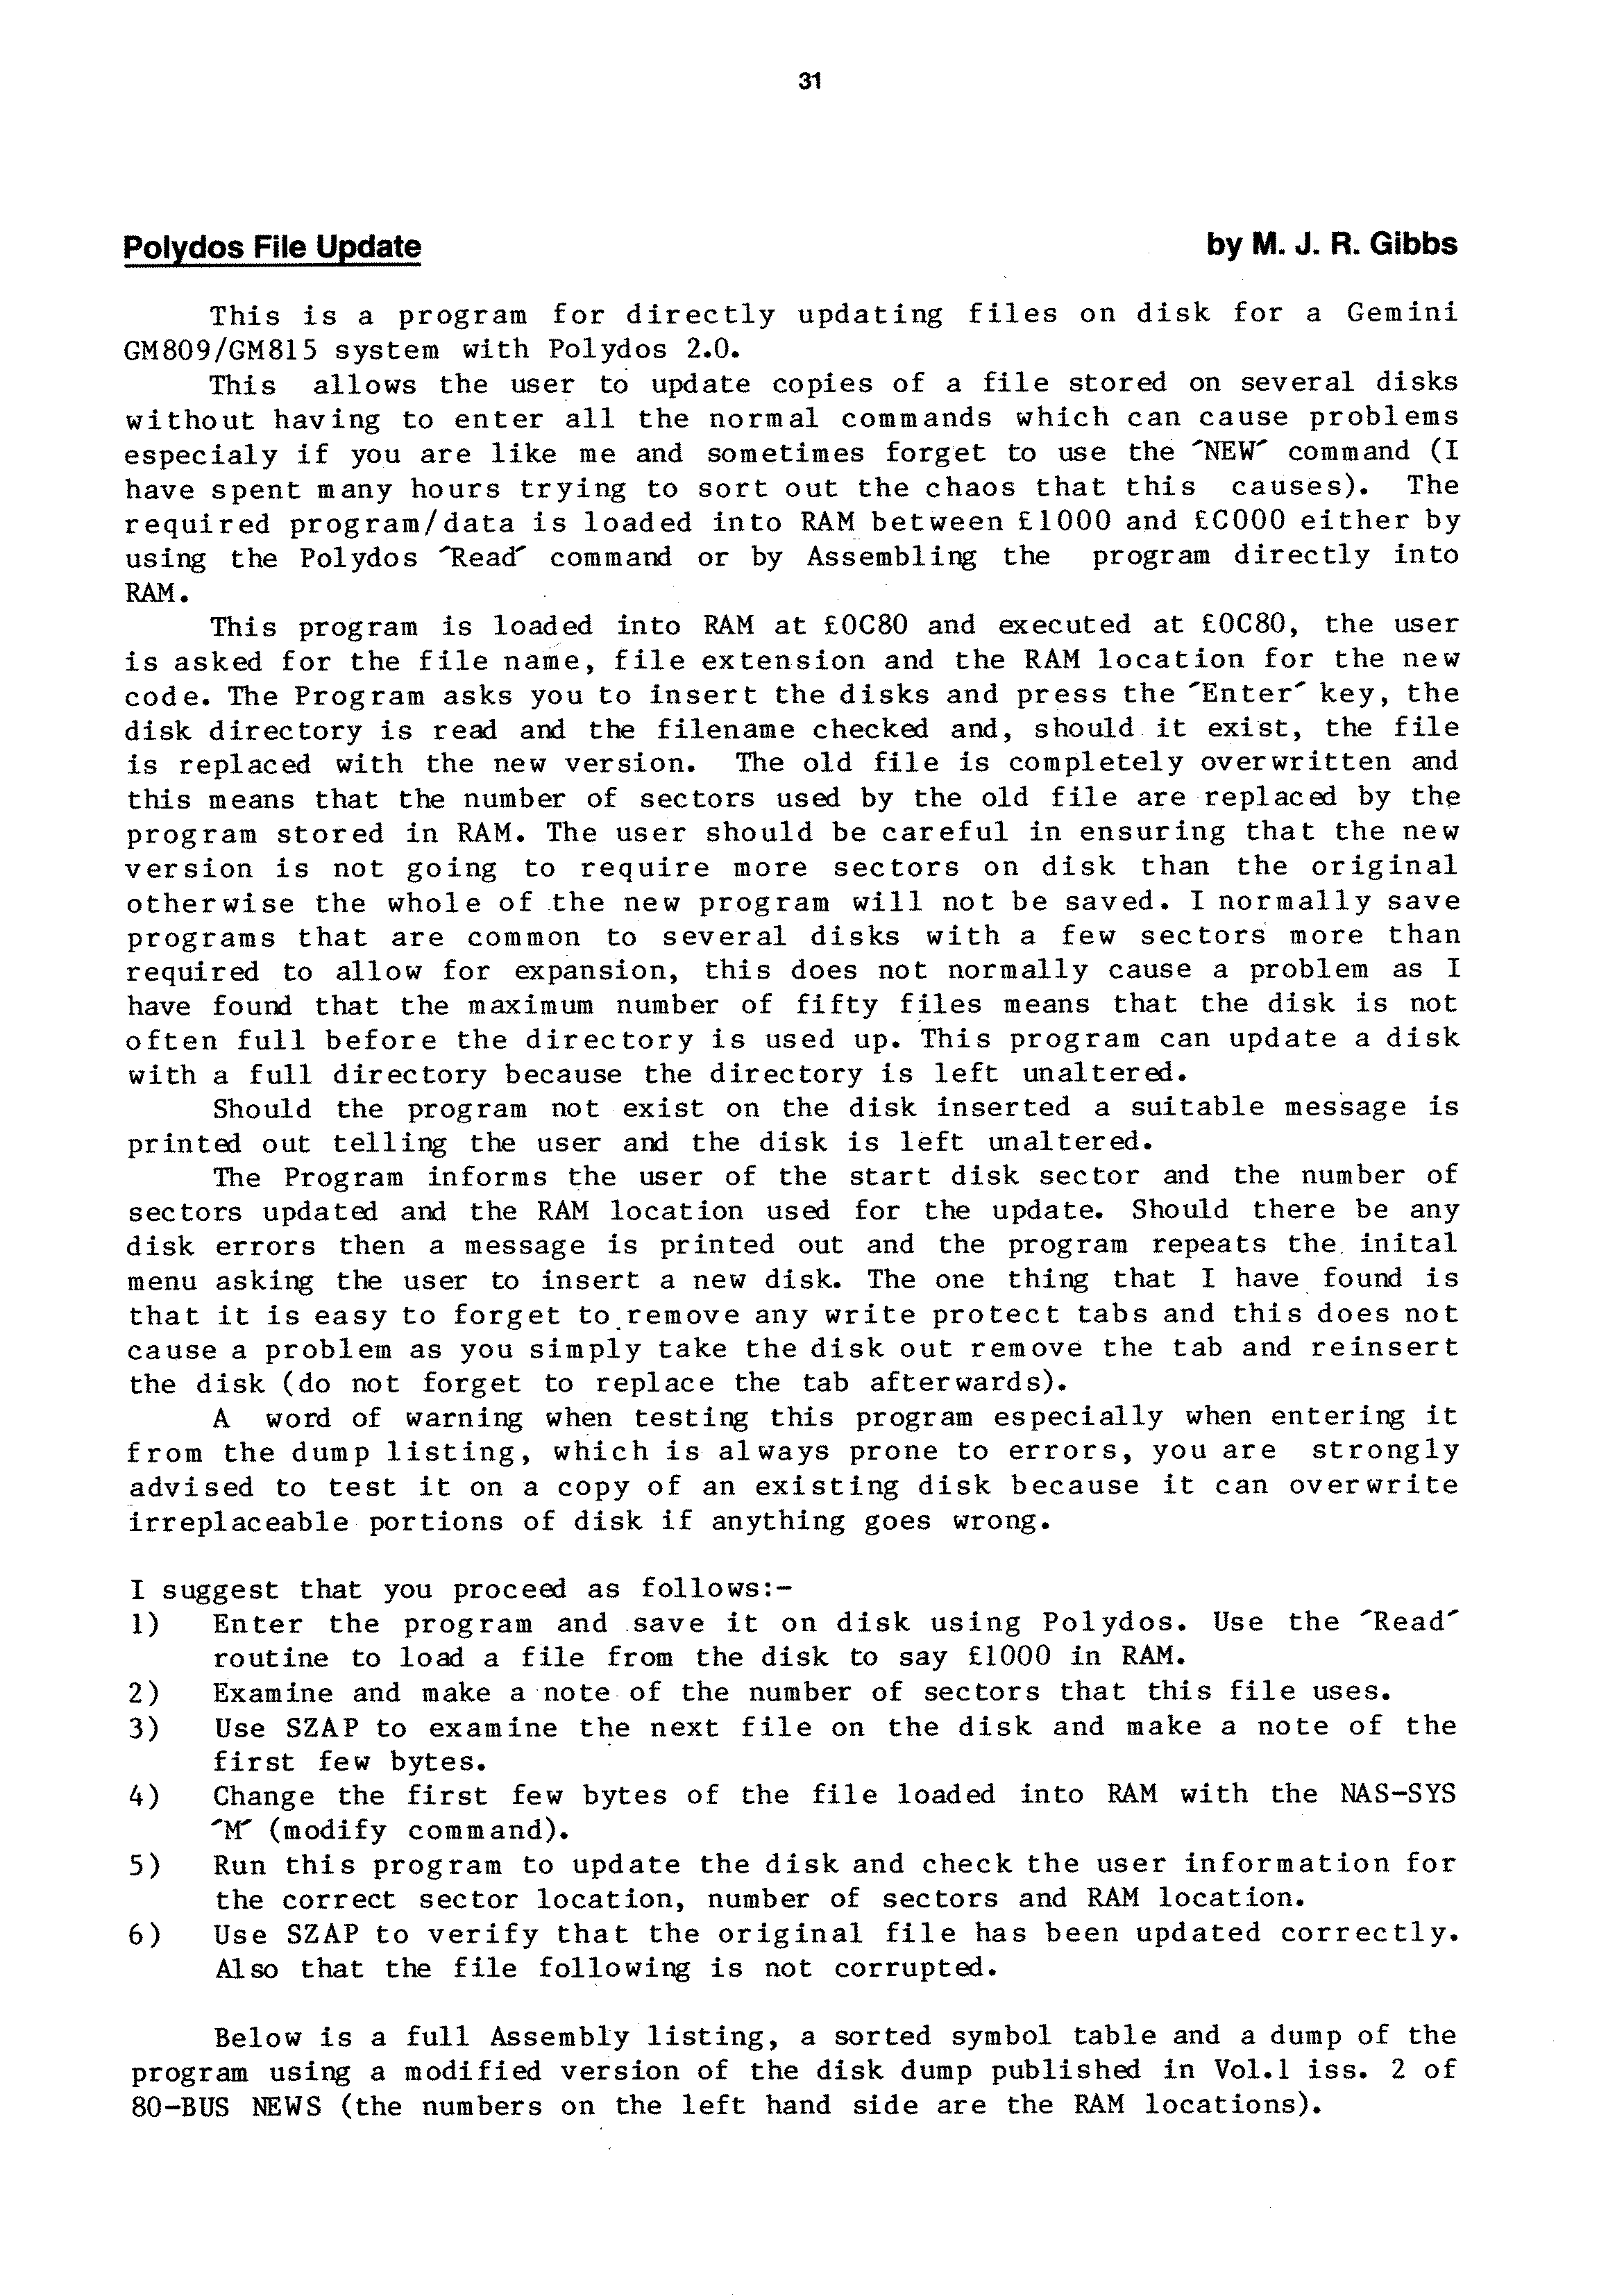 31
Polydos File Update by M. J. R. Gibbs
This is a program for directly updating files on disk for a Gemini
GM809/GM815 system with Polydos 2.0.
This allows the user to update copies of a file stored on several disks
without having to enter all the normal commands which can cause problems
especialy if you are like me and sometimes forget to use the ´NEW´ command (I
have spent many hours trying to sort out the chaos that this causes). The
required program/data is loaded into RAM between £1000 and £C000 either by
using the Polydos ´Read´ command or by Assembling the program directly into
RAM.
This program is loaded into RAM at £0C80 and executed at £0C80, the user
is asked for the file name, file extension and the RAM location for the new
code. The Program asks you to insert the disks and press the ´Enter´ key, the
disk directory is read and the filename checked and, should it exist, the file
is replaced with the new version. The old file is completely overwritten and
this means that the number of sectors used by the old file are replaced by the
program stored in RAM. The user should be careful in ensuring that the new
version is not going to require more sectors on disk than the original
otherwise the whole of the new program will not be saved. I normally save
programs that are common to several disks with a few sectors more than
required to allow for expansion, this does not normally cause a problem as I
have found that the maximum number of fifty files means that the disk is not
often full before the directory is used up. This program can update a disk
with a full directory because the directory is left unaltered.
Should the program not exist on the disk inserted a suitable message is
printed out telling the user and the disk is left unaltered.
The Program informs the user of the start disk sector and the number of
sectors updated and the RAM location used for the update. Should there be any
disk errors then a message is printed out and the program repeats the inital
menu asking the user to insert a new disk. The one thing that I have found is
that it is easy to forget to remove any write protect tabs and this does not
cause a problem as you simply take the disk out remove the tab and reinsert
the disk (do not forget to replace the tab afterwards).
A word of warning when testing this program especially when entering it
from the dump listing, which is always prone to errors, you are strongly
advised to test it on a copy of an existing disk because it can overwrite
irreplaceable portions of disk if anything goes wrong.
I suggest that you proceed as follows:-
1) Enter the program and save it on disk using Polydos. Use the ´Read´
routine to load a file from the disk to say £1000 in RAM.
2) Examine and make a note of the number of sectors that this file uses.
3) Use SZAP to examine the next file on the disk and make a note of the
first few bytes.
4) Change the first few bytes of the file loaded into RAM with the NAS-SYS
´M´ (modify command).
5) Run this program to update the disk and check the user information for
the correct sector location, number of sectors and RAM location.
6) Use SZAP to verify that the original file has been updated correctly.
Also that the file following is not corrupted.
Below is a full Assembly listing, a sorted symbol table and a dump of the
program using a modified version of the disk dump published in Vol.1 iss. 2 of
80-BUS NEWS (the numbers on the left hand side are the RAM locations).